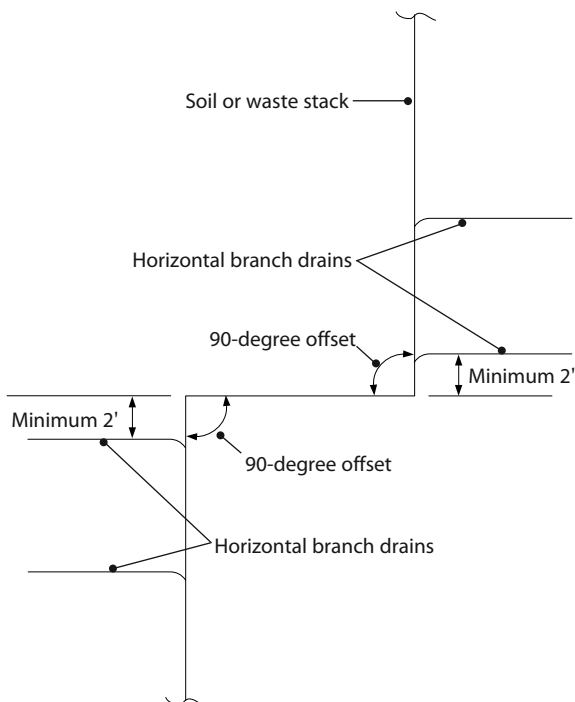 Soil or waste stack
Horizontal branch drains
90-degree offset
Minimum 2'
Minimum 2'
90-degree offset
Horizontal branch drains